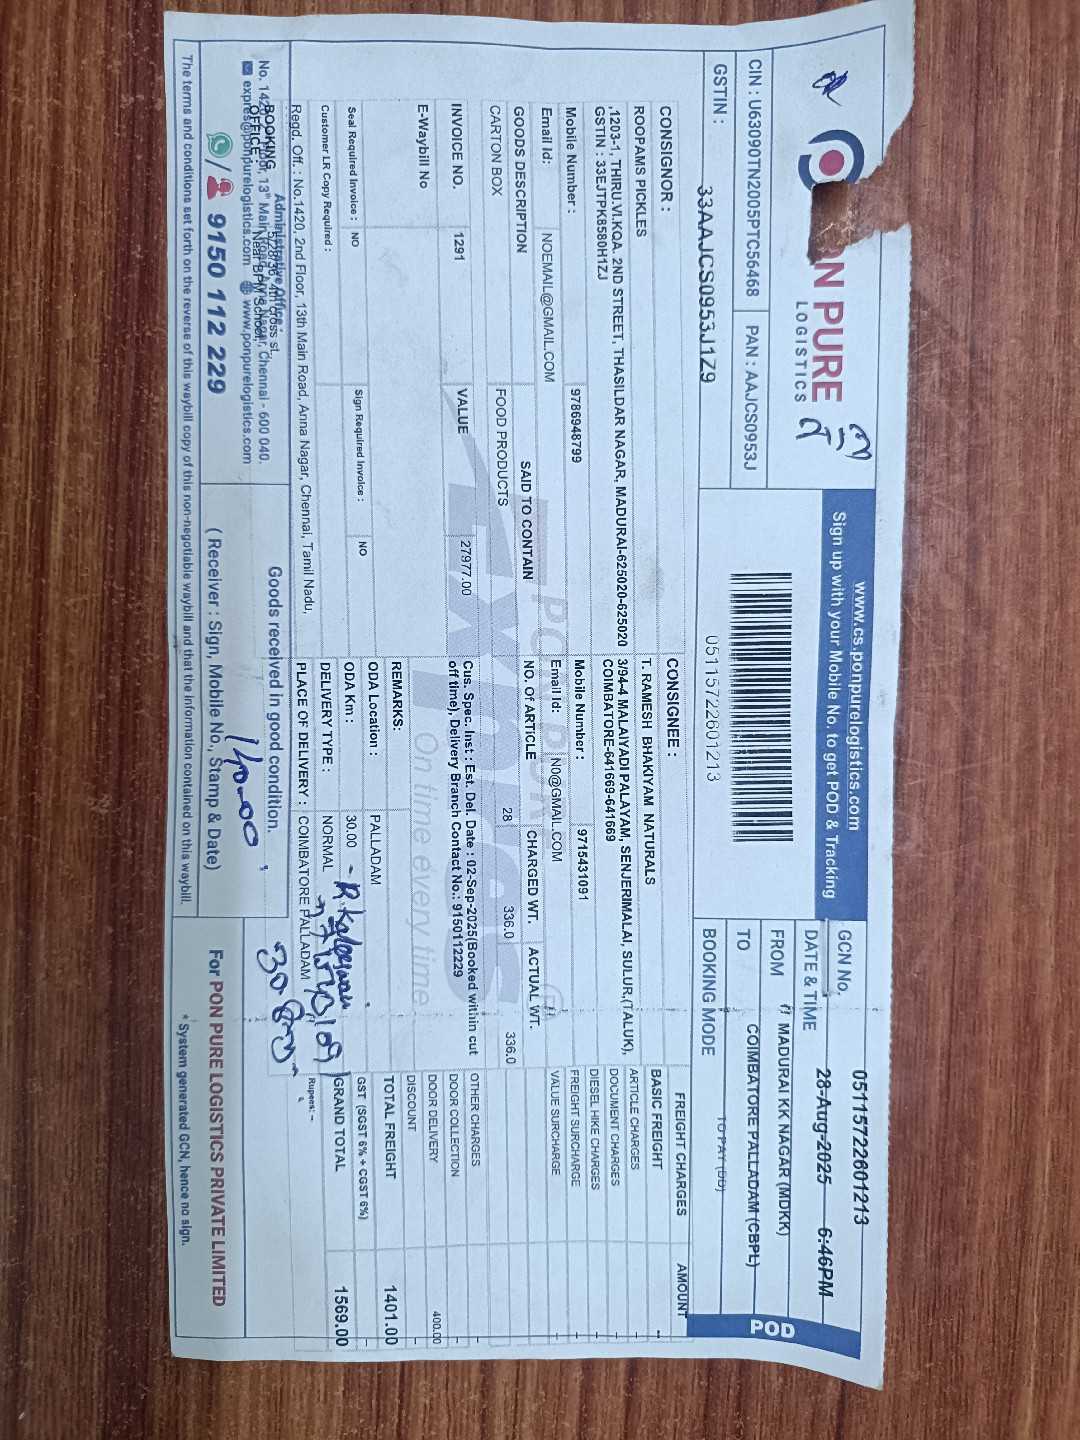 ON PURE
LOGISTICS
CIN : U63090TN2005PTC56468
PAN : AAJCS0953J
GSTIN :
33AAJCS0953J1Z9
www.cs.ponpurelogistics.com
Sign up with your Mobile No. to get POD & Tracking
05115722601213
GCN No.
05115722601213
DATE & TIME
28-Aug-2025 6:46PM
FROM
MADURAI KK NAGAR (MDKK)
TO
COIMBATORE PALLADAM (CBPL)
BOOKING MODE
TO PAY (DD)
POD
CONSIGNOR :
ROOPAMS PICKLES
,1203-1, THIRU.VI.KQA. 2ND STREET, THASILDAR NAGAR, MADURAI-625020-625020
GSTIN : 33EJTPK8580H1ZJ
Mobile Number :
9786948799
Email Id:
NOEMAIL@GMAIL.COM
CONSIGNEE :
T.RAMESH BHAKIYAM NATURALS
3/94-4 MALAIYADI PALAYAM, SENJERIMALAI, SULUR,(TALUK),
COIMBATORE-641669-641669
Mobile Number :
9715431091
Email Id:
N0@GMAIL.COM
GOODS DESCRIPTION
SAID TO CONTAIN
NO. Of ARTICLE
CHARGED WT.
ACTUAL WT.
CARTON BOX
FOOD PRODUCTS
28
336.0
336.0
INVOICE NO.
1291
VALUE
27977.00
E-Waybill No
Cus. Spec. Inst : Est. Del. Date : 02-Sep-2025(Booked within cut
off time), Delivery Branch Contact No.: 9150112229
On time every time
REMARKS:
Seal Required Invoice :
NO
Sign Required Invoice :
NO
Customer LR Copy Required :
ODA Location :
PALLADAM
ODA Km :
30.00
DELIVERY TYPE :
NORMAL
PLACE OF DELIVERY :
COIMBATORE PALLADAM
FREIGHT CHARGES
AMOUNT
BASIC FREIGHT
--
ARTICLE CHARGES
--
DOCUMENT CHARGES
--
DIESEL HIKE CHARGES
--
FREIGHT SURCHARGE
--
VALUE SURCHARGE
--
OTHER CHARGES
--
DOOR COLLECTION
--
DOOR DELIVERY
400.00
DISCOUNT
--
TOTAL FREIGHT
1401.00
GST (SGST 6% + CGST 6%)
--
GRAND TOTAL
1569.00
Rupees: --
Regd. Off. : No.1420, 2nd Floor, 13th Main Road, Anna Nagar, Chennai, Tamil Nadu,
Administrative Office :
BOOKING
OFFICE :
Near BPM School,
expres@ponpurelogistics.com
www.ponpurelogistics.com
9150 112 229
Goods received in good condition.
140.00
( Receiver : Sign, Mobile No., Stamp & Date)
For PON PURE LOGISTICS PRIVATE LIMITED
* System generated GCN, hence no sign.
The terms and conditions set forth on the reverse of this waybill copy of this non-negotiable waybill and that the information contained on this waybill.